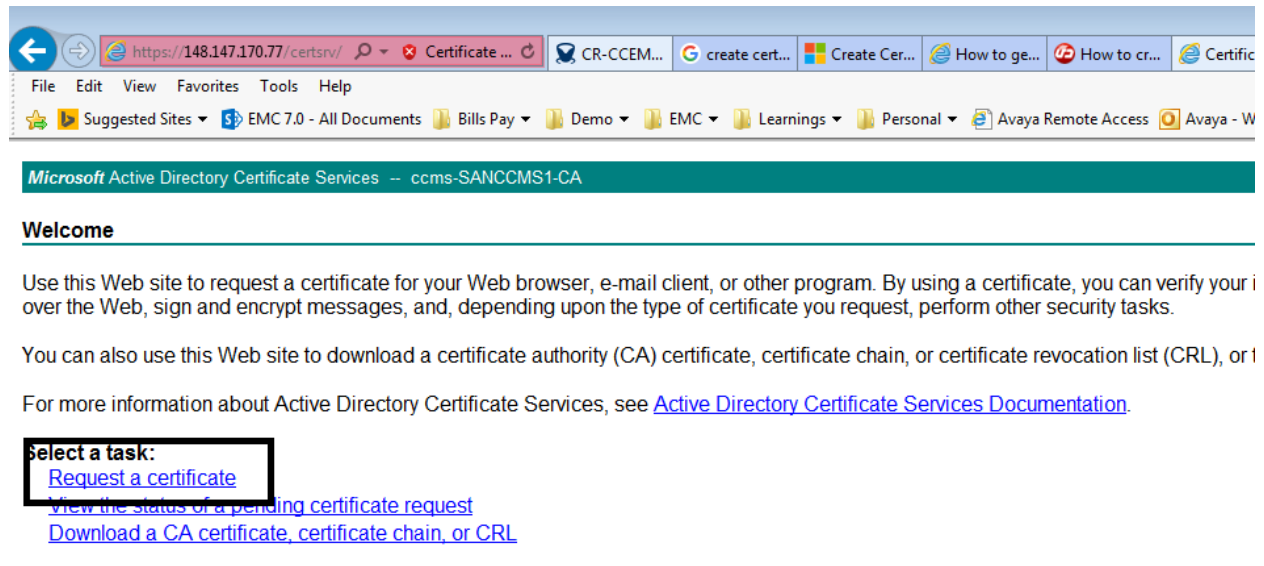 https://148.147.170.77/certsrv/ Certificate ... CR-CCEM... create cert... Create Cer... How to ge... How to cr... Certific
File Edit View Favorites Tools Help
Suggested Sites EMC 7.0 - All Documents Bills Pay Demo EMC Learnings Personal Avaya Remote Access Avaya - W
Microsoft Active Directory Certificate Services -- ccms-SANCCMS1-CA
Welcome
Use this Web site to request a certificate for your Web browser, e-mail client, or other program. By using a certificate, you can verify your i
over the Web, sign and encrypt messages, and, depending upon the type of certificate you request, perform other security tasks.
You can also use this Web site to download a certificate authority (CA) certificate, certificate chain, or certificate revocation list (CRL), or
For more information about Active Directory Certificate Services, see Active Directory Certificate Services Documentation.
Select a task:
Request a certificate
View the status of a pending certificate request
Download a CA certificate, certificate chain, or CRL